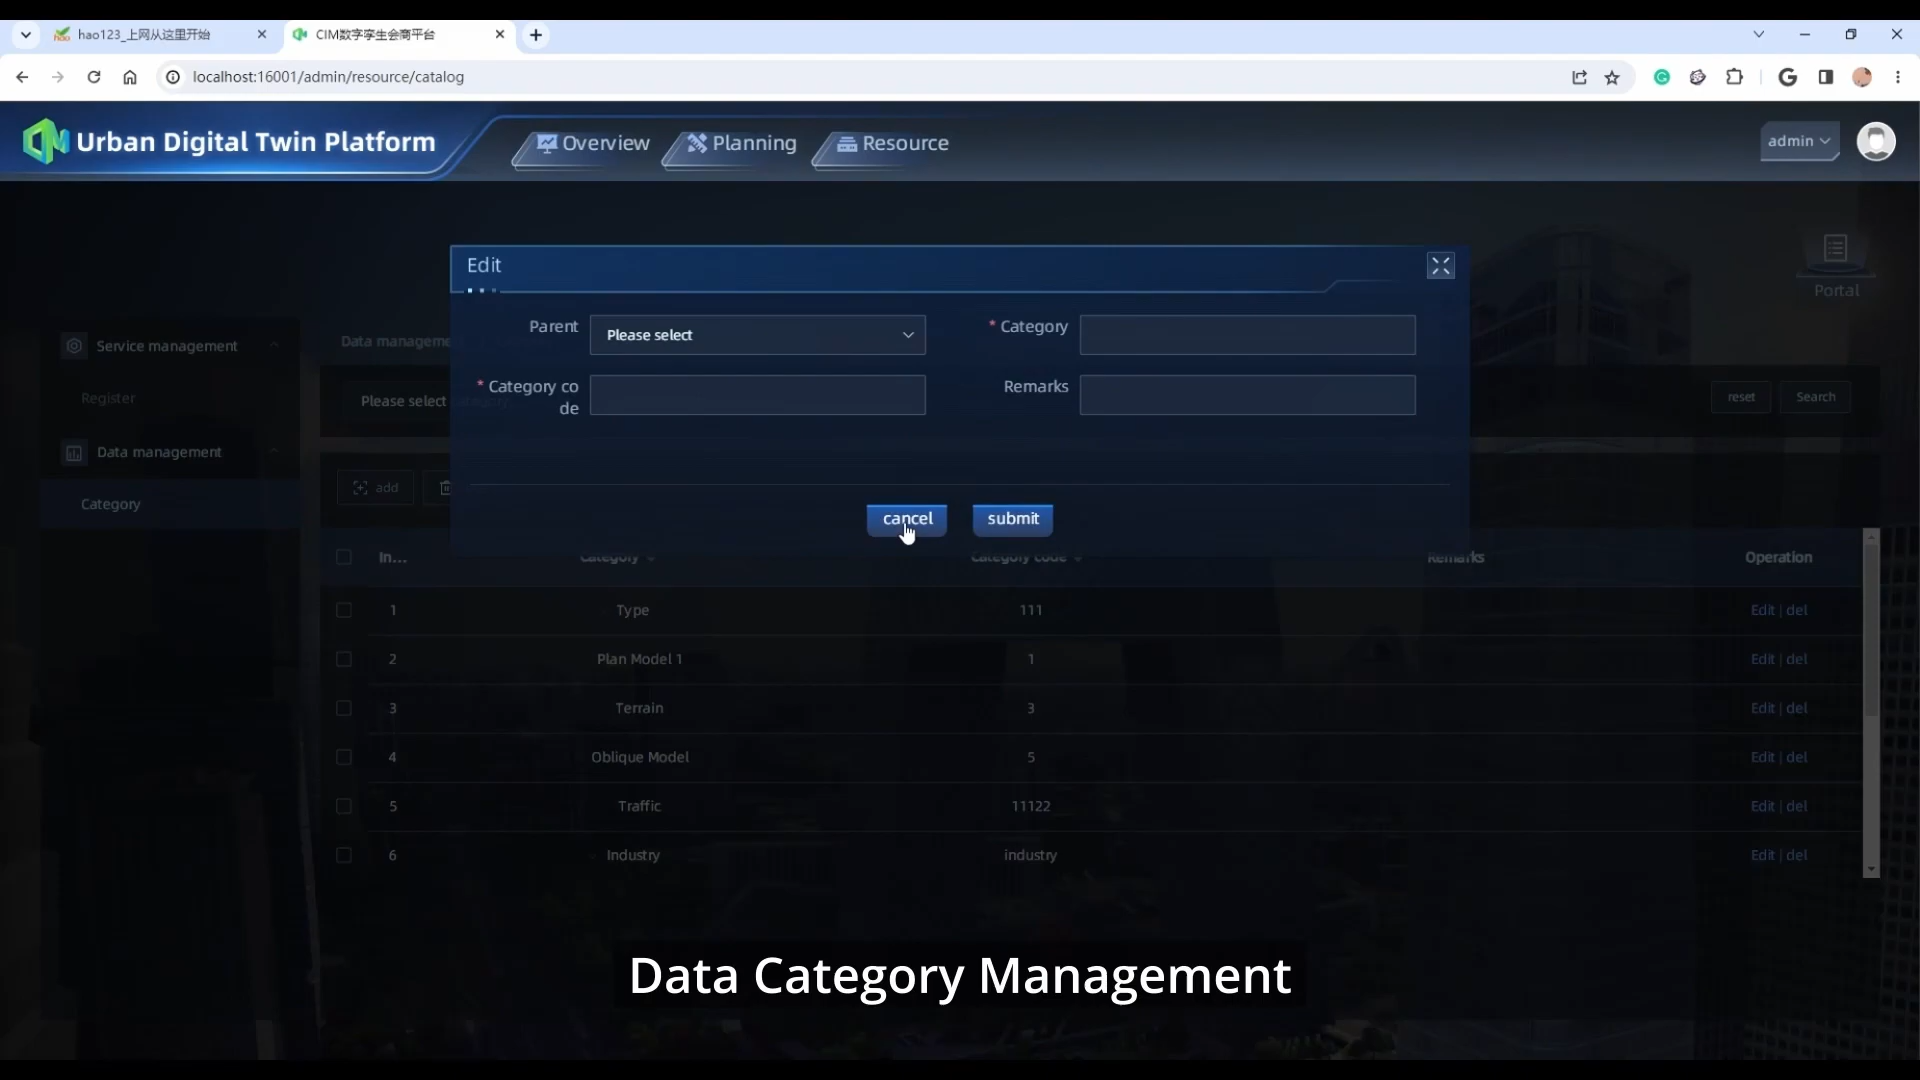 hao123_上网从这里开始
CIM数字孪生会商平台
localhost:16001/admin/resource/catalog
Urban Digital Twin Platform
Overview
Planning
Resource
admin
Portal
Edit
Parent
Please select
* Category
* Category co
de
Remarks
cancel
submit
Service management
Register
Data management
Category
Data manageme
Please select
reset
Search
add
In...
Category
Category code
Remarks
Operation
1 Type 111 Edit | del
2 Plan Model 1 1 Edit | del
3 Terrain 3 Edit | del
4 Oblique Model 5 Edit | del
5 Traffic 11122 Edit | del
6 Industry industry Edit | del
Data Category Management